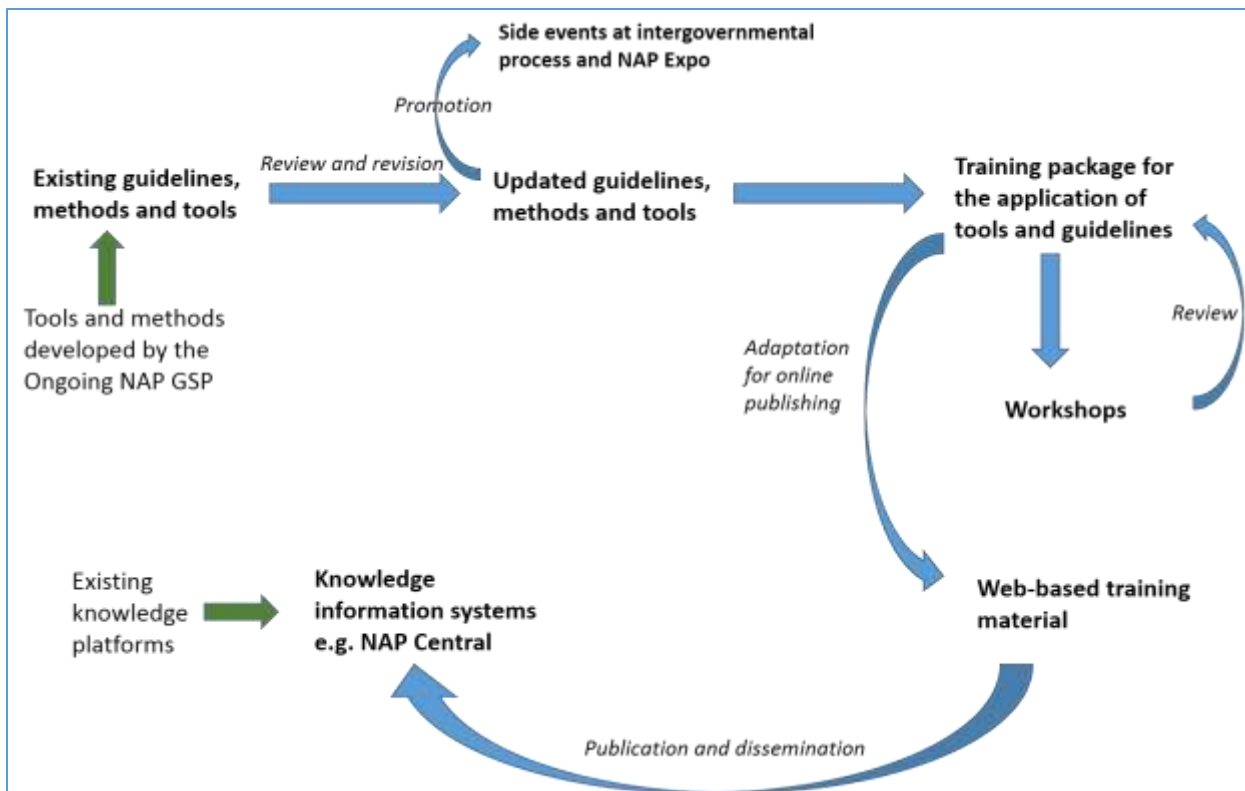 Side events at intergovernmental
process and NAP Expo
Promotion
Review and revision
Existing guidelines,
methods and tools
Updated guidelines,
methods and tools
Training package for
the application of
tools and guidelines
Tools and methods
developed by the
Ongoing NAP GSP
Adaptation
for online
publishing
Review
Workshops
Existing
knowledge
platforms
Knowledge
information systems
e.g. NAP Central
Web-based training
material
Publication and dissemination